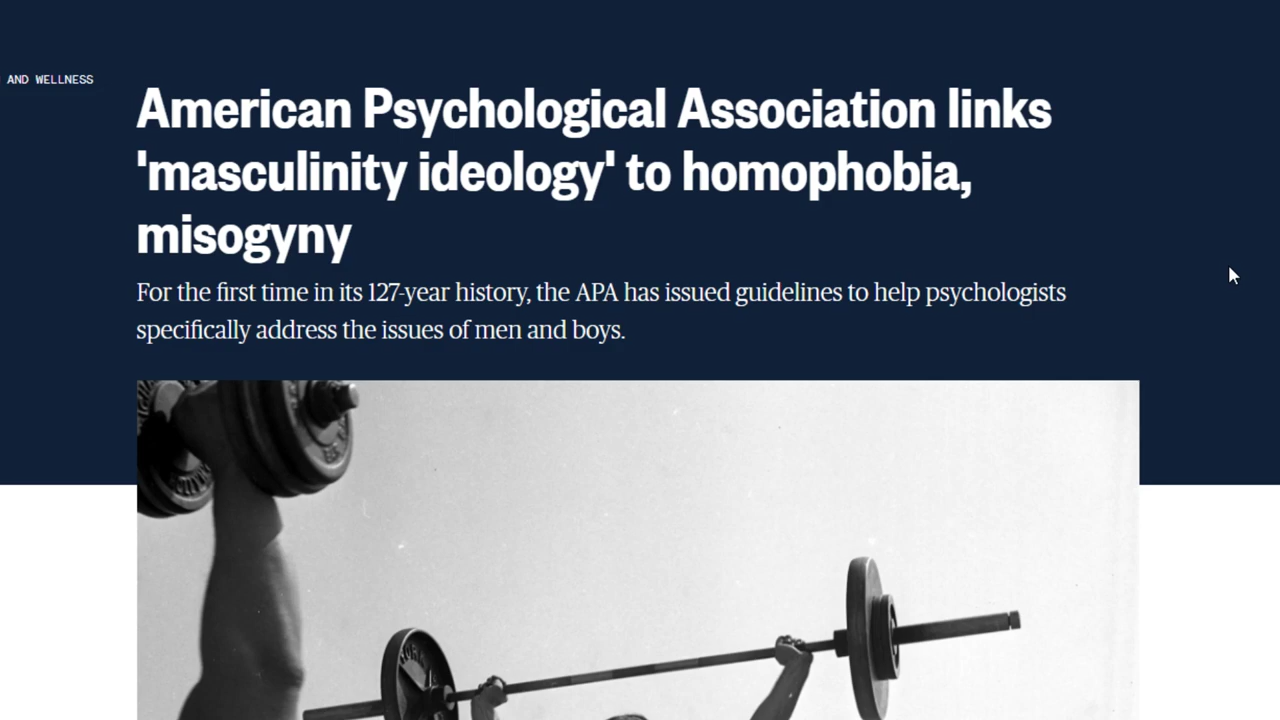 AND WELLNESS
American Psychological Association links
'masculinity ideology' to homophobia,
misogyny
For the first time in its 127-year history, the APA has issued guidelines to help psychologists
specifically address the issues of men and boys.